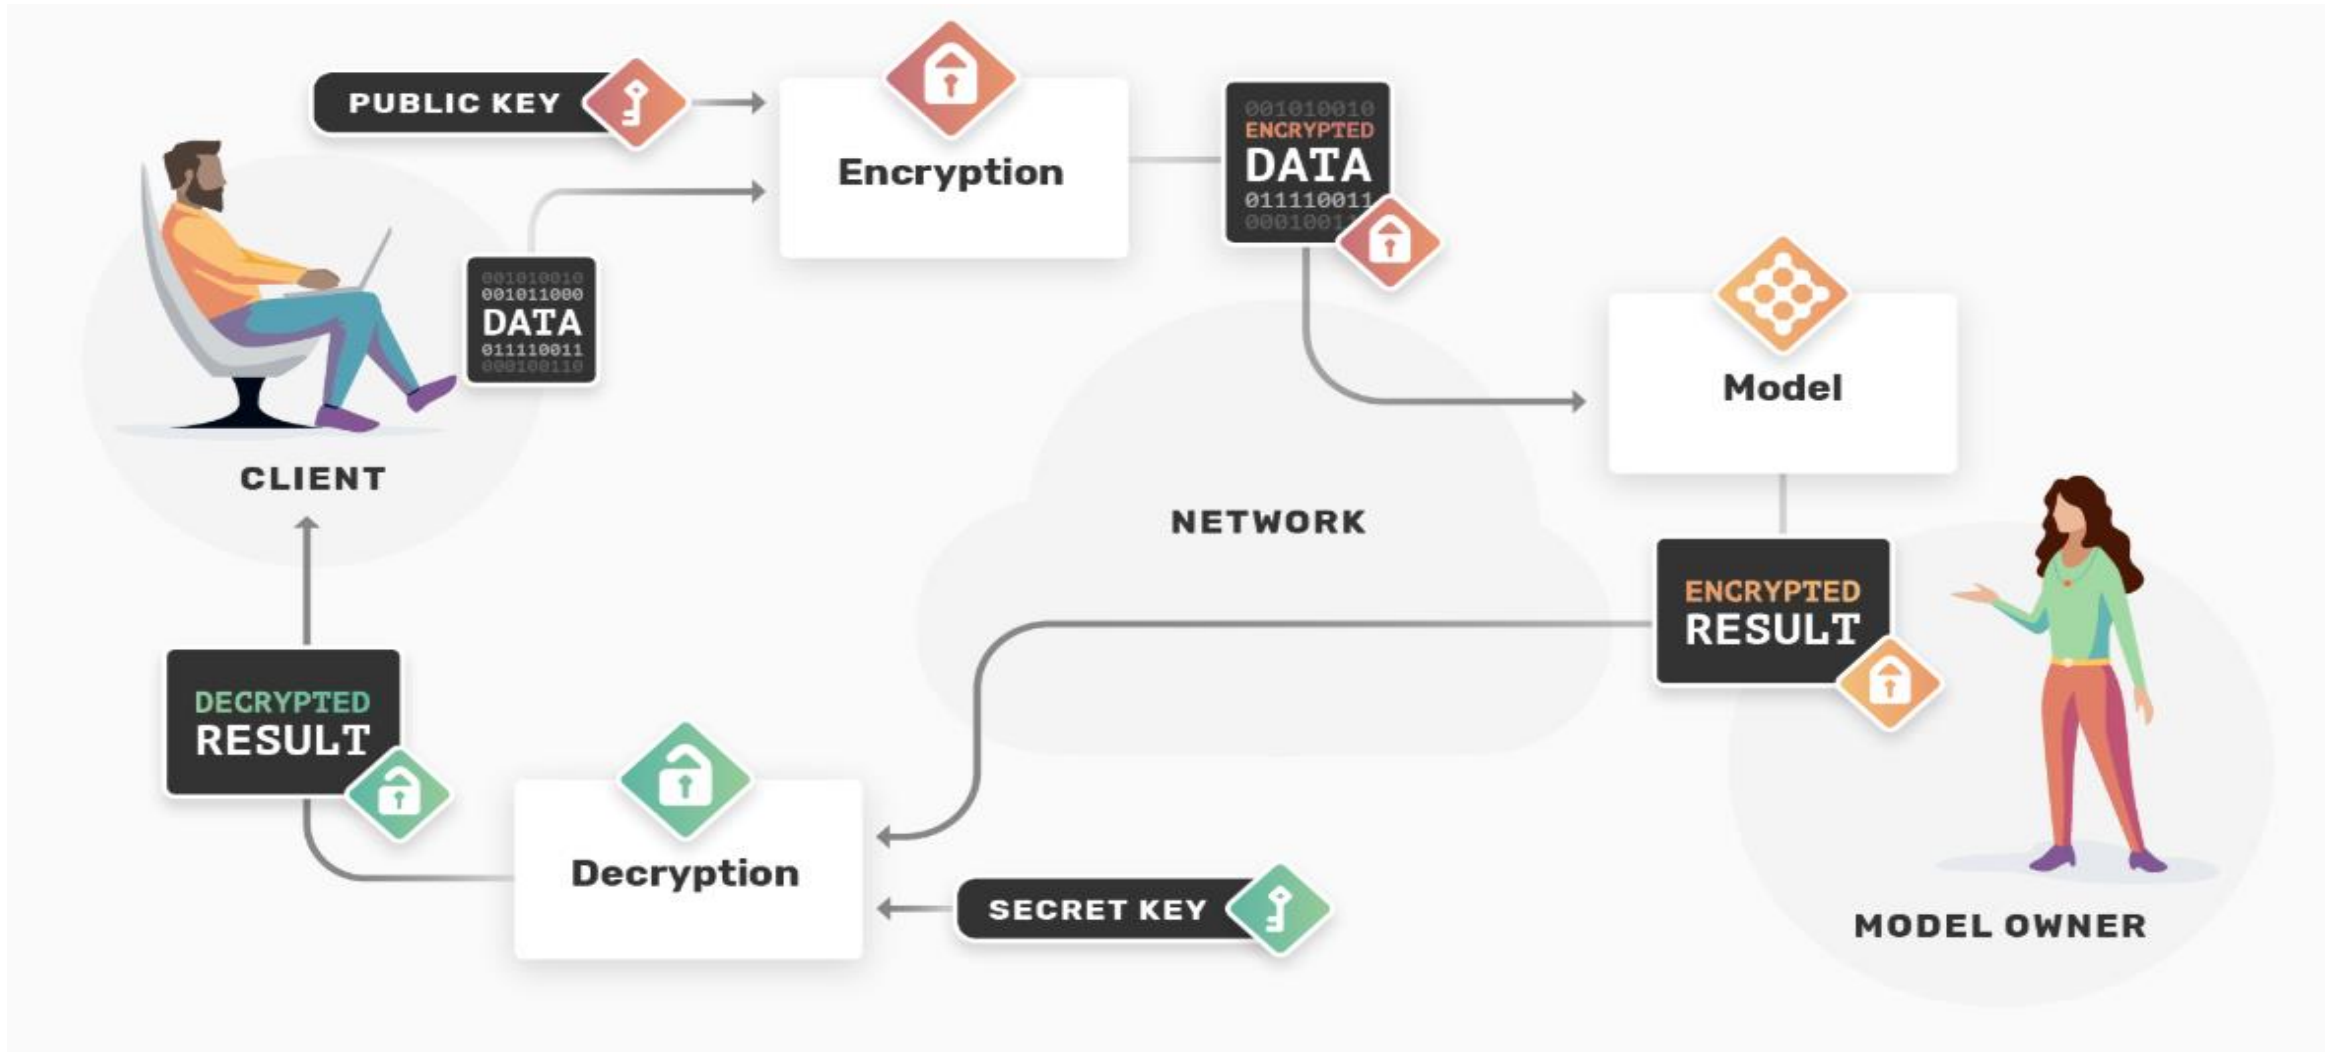 PUBLIC KEY
Encryption
001010010
ENCRYPTED
DATA
011110011
001010010
001011000
DATA
011110011
000100110
Model
CLIENT
NETWORK
ENCRYPTED
RESULT
DECRYPTED
RESULT
Decryption
SECRET KEY
MODEL OWNER